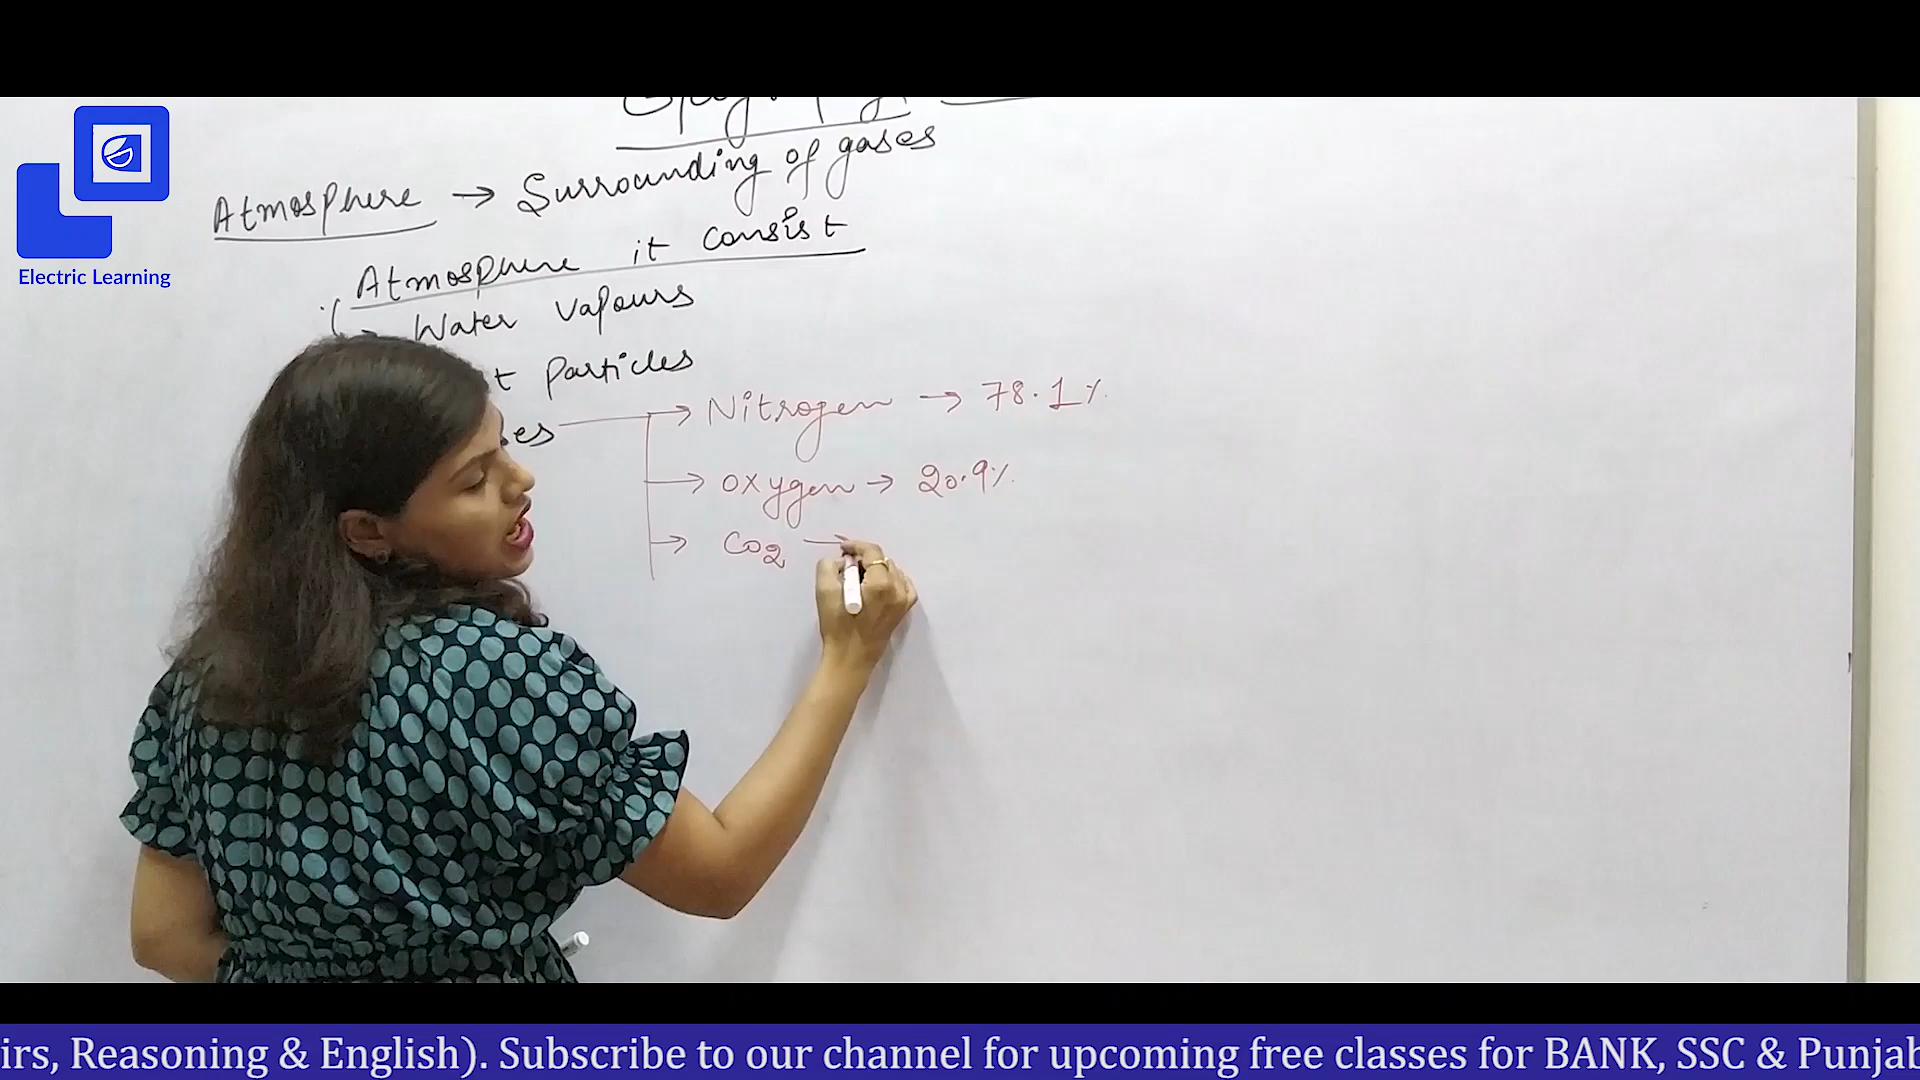 Atmosphere → Surrounding of gases
Atmosphere it consist
→ Water vapours
t Particles
es
→ Nitrogen → 78.1%
→ oxygen → 20.9%
→ Co2 →
Electric Learning
irs, Reasoning & English). Subscribe to our channel for upcoming free classes for BANK, SSC & Punjab